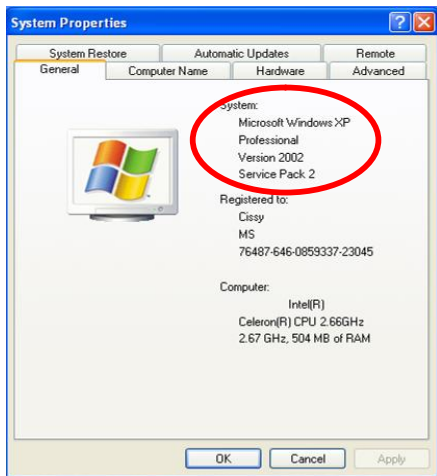 System Properties
System Restore Automatic Updates Remote
General Computer Name Hardware Advanced
System:
Microsoft Windows XP
Professional
Version 2002
Service Pack 2
Registered to:
Cissy
MS
76487-646-0859337-23045
Computer:
Intel(R)
Celeron(R) CPU 2.66GHz
2.67 GHz, 504 MB of RAM
OK Cancel Apply